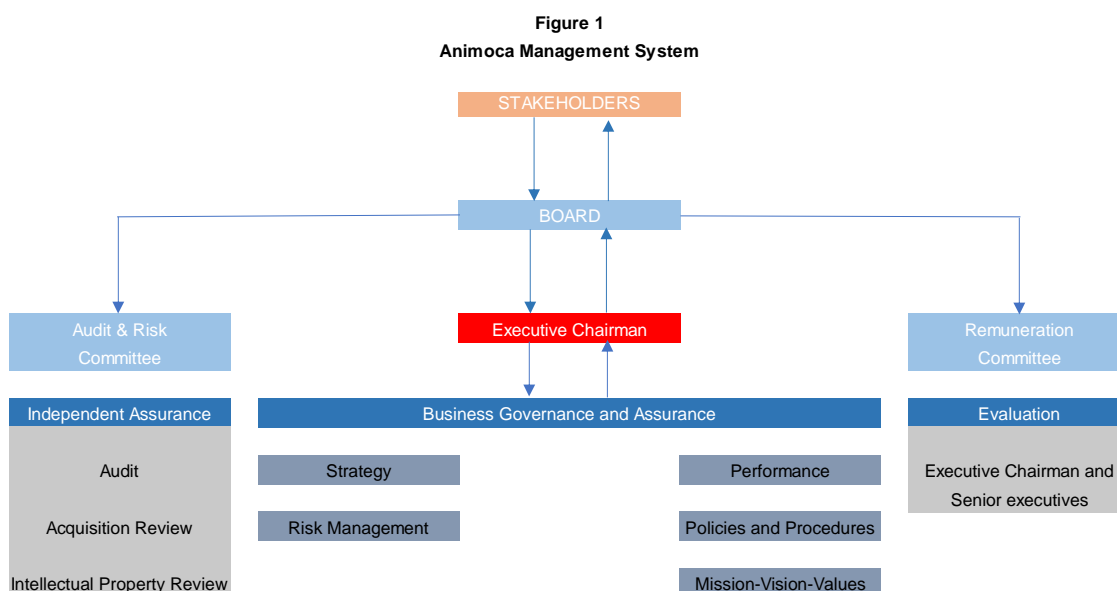 Figure 1
Animoca Management System
STAKEHOLDERS
BOARD
Audit & Risk
Committee
Executive Chairman
Remuneration
Committee
Independent Assurance
Business Governance and Assurance
Evaluation
Audit
Strategy
Performance
Executive Chairman and
Senior executives
Acquisition Review
Risk Management
Policies and Procedures
Intellectual Property Review
Mission-Vision-Values